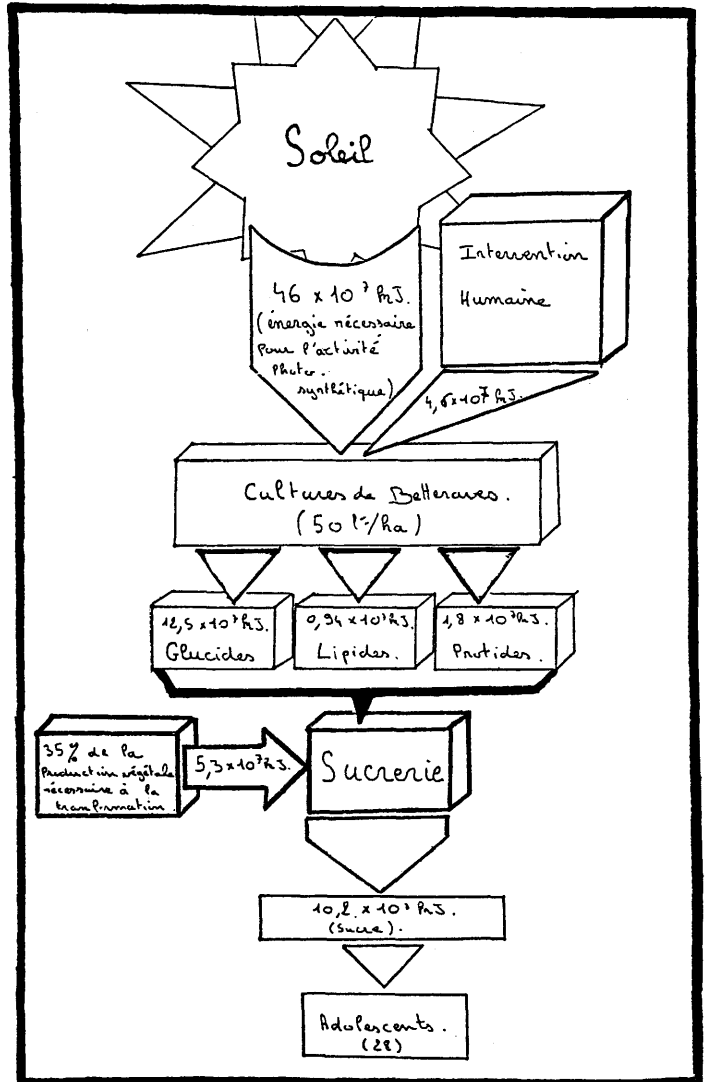 Soleil
Intervention
Humaine
46 x 10⁷ kJ.
(énergie nécessaire
pour l'activité
photo.
synthétique)
4,6x10⁷ kJ.
Cultures de Betteraves.
(50 t/ha)
12,5 x 10⁷ kJ.
Glucides
0,94 x 10⁷ kJ.
Lipides.
1,8 x 10⁷ kJ.
Protides.
35% de la
production végétale
nécessaire à la
transformation.
5,3 x 10⁷ kJ.
Sucrerie
10,2 x 10⁷ kJ.
(Sucre).
Adolescents.
(28)